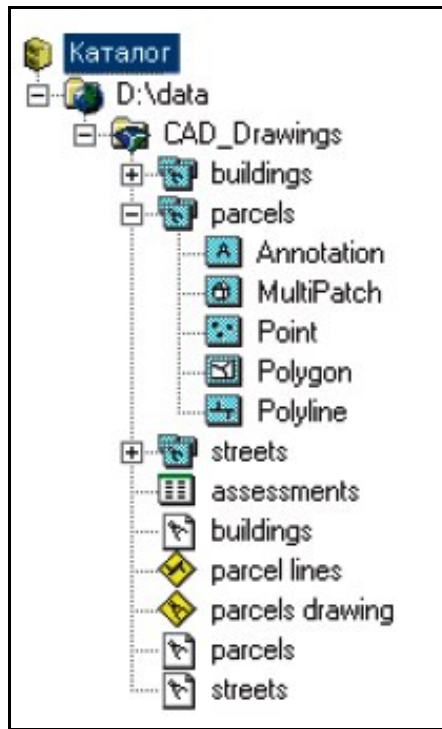 Каталог
D:\data
CAD_Drawings
buildings
parcels
Annotation
MultiPatch
Point
Polygon
Polyline
streets
assessments
buildings
parcel lines
parcels drawing
parcels
streets